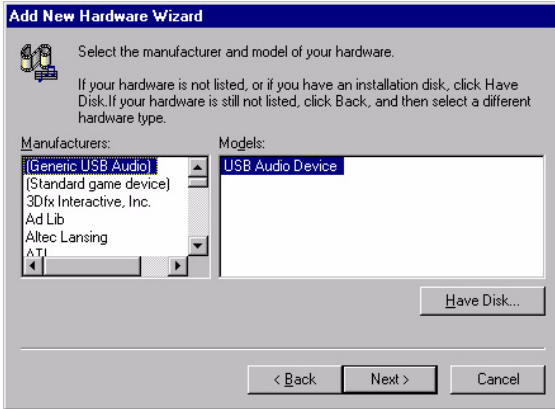 Add New Hardware Wizard
Select the manufacturer and model of your hardware.
If your hardware is not listed, or if you have an installation disk, click Have
Disk.If your hardware is still not listed, click Back, and then select a different
hardware type.
Manufacturers:
Models:
(Generic USB Audio)
(Standard game device)
3Dfx Interactive, Inc.
Ad Lib
Altec Lansing
ATI
USB Audio Device
Have Disk...
< Back
Next >
Cancel